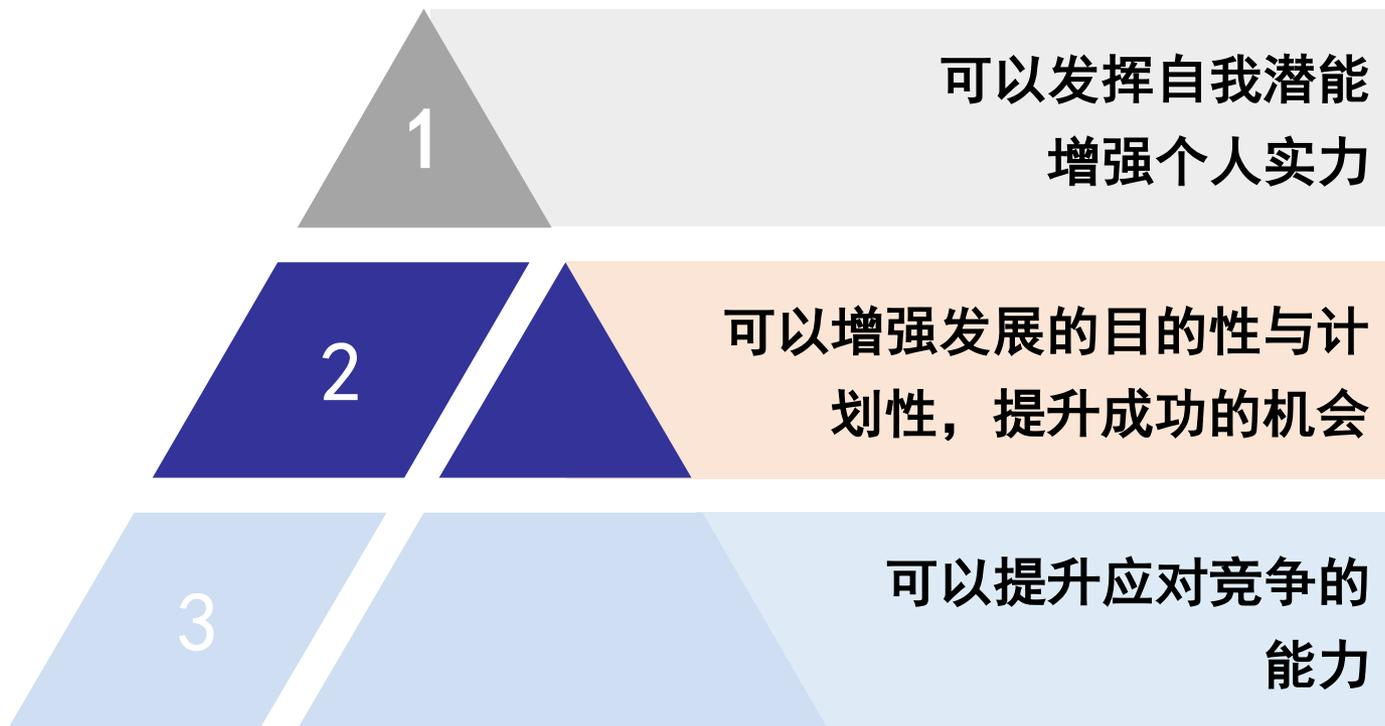 1
可以发挥自我潜能
增强个人实力
2
可以增强发展的目的性与计
划性，提升成功的机会
3
可以提升应对竞争的
能力